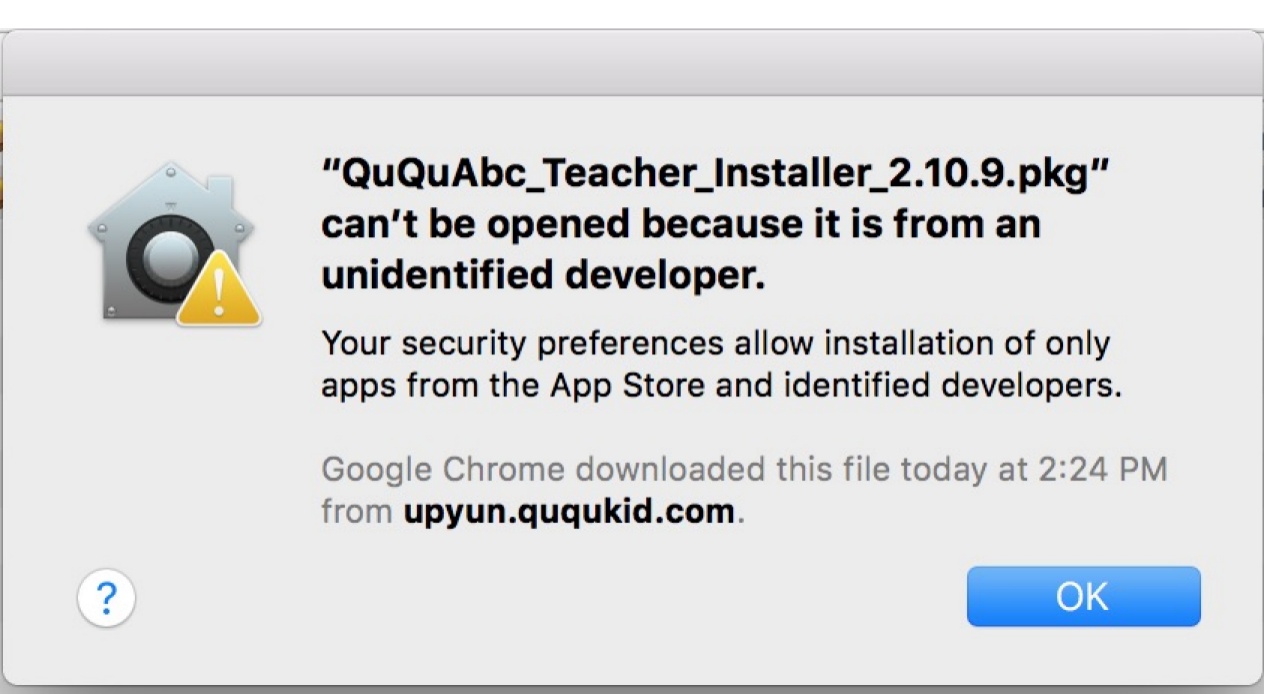 “QuQuAbc_Teacher_Installer_2.10.9.pkg”
can’t be opened because it is from an
unidentified developer.
Your security preferences allow installation of only
apps from the App Store and identified developers.
Google Chrome downloaded this file today at 2:24 PM
from upyun.ququkid.com.
?
OK